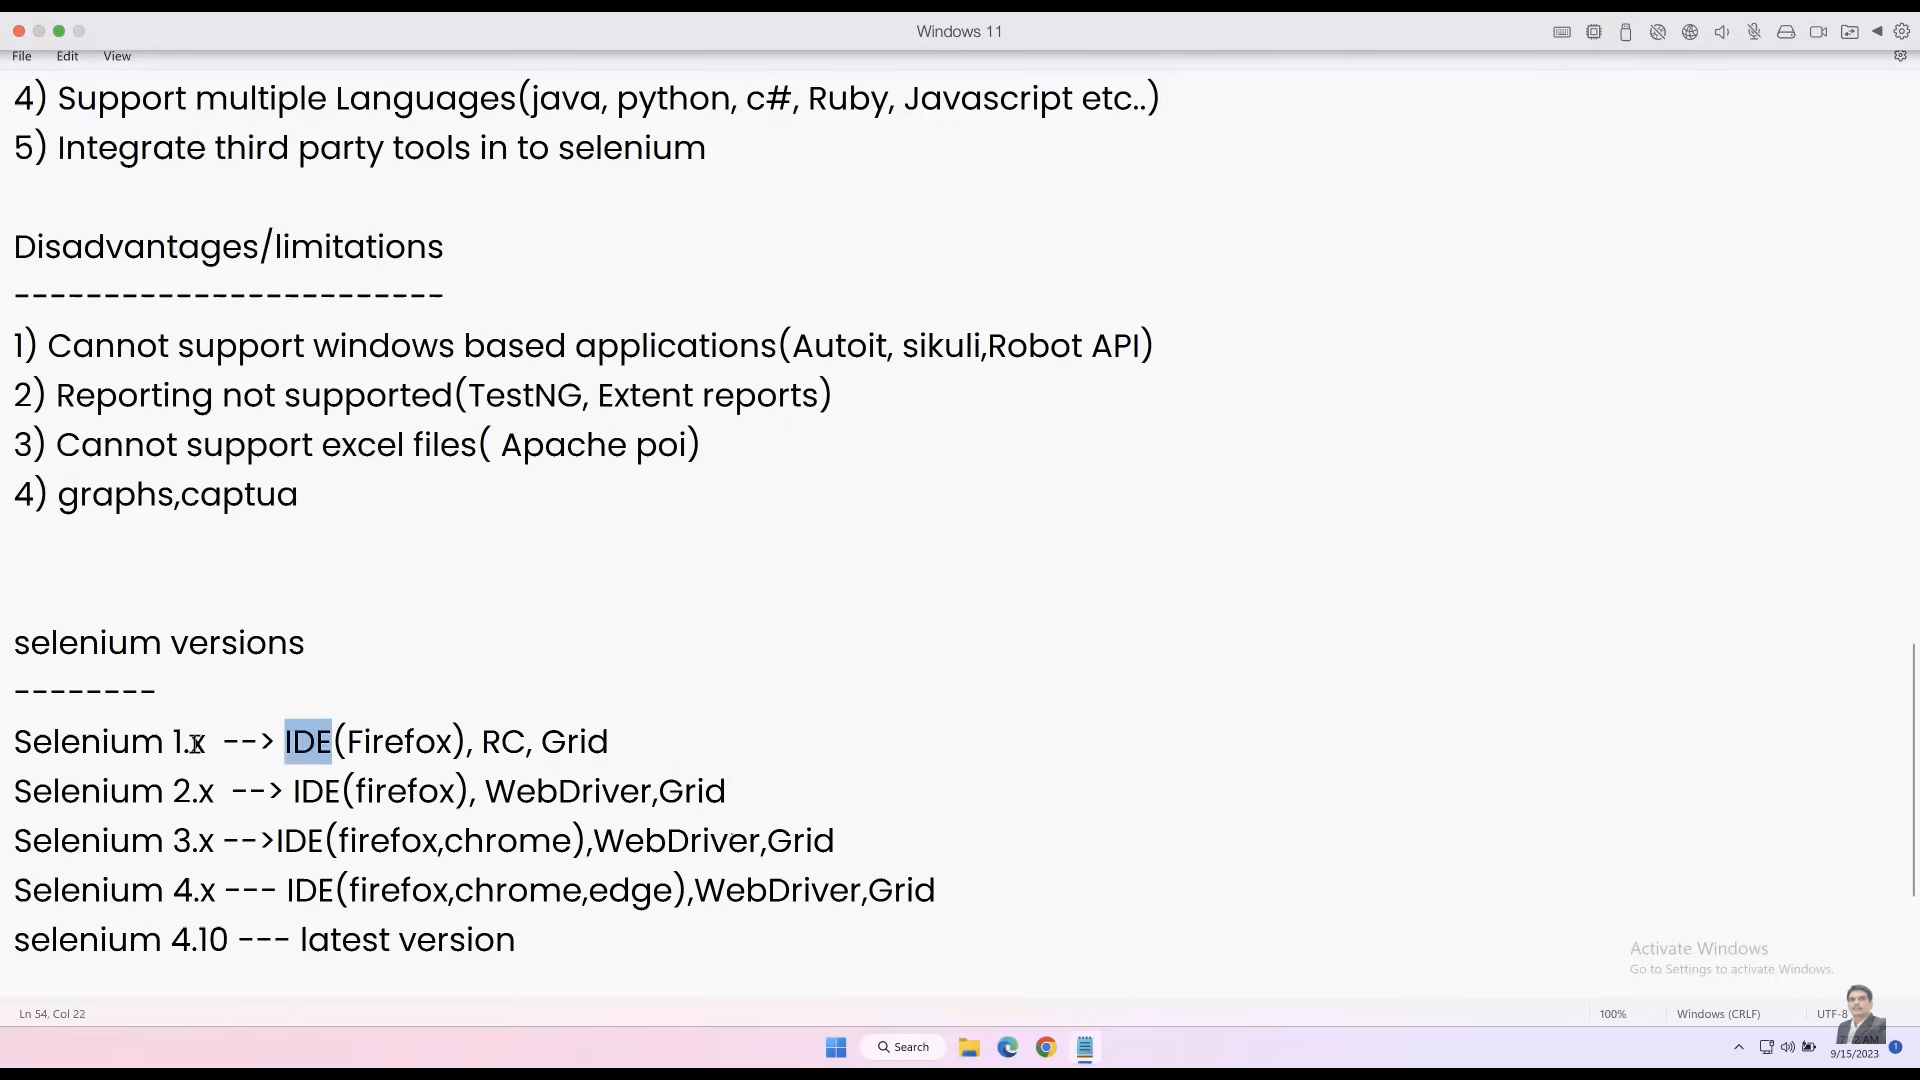 Windows 11
File Edit View
4) Support multiple Languages(java, python, c#, Ruby, Javascript etc..)
5) Integrate third party tools in to selenium
Disadvantages/limitations
------------------------
1) Cannot support windows based applications(Autoit, sikuli,Robot API)
2) Reporting not supported(TestNG, Extent reports)
3) Cannot support excel files( Apache poi)
4) graphs,captua
selenium versions
--------
Selenium 1.x --> IDE(Firefox), RC, Grid
Selenium 2.x --> IDE(firefox), WebDriver,Grid
Selenium 3.x -->IDE(firefox,chrome),WebDriver,Grid
Selenium 4.x --- IDE(firefox,chrome,edge),WebDriver,Grid
selenium 4.10 --- latest version
Activate Windows
Go to Settings to activate Windows.
Ln 54, Col 22 100% Windows (CRLF) UTF-8
Search
9/15/2023 1